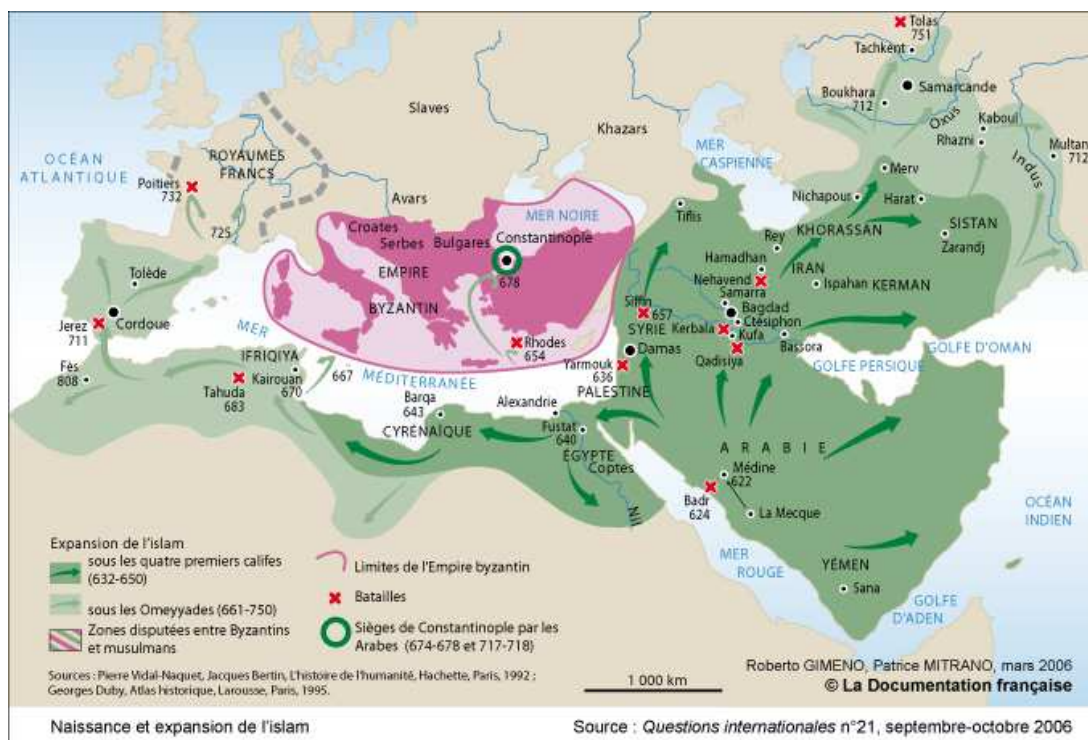 Tolas
751
Tachkent
Samarcande
Boukhara
712
Oxus
Kaboul
Rhazni
Multan
712
Indus
Slaves
Khazars
MER
CASPIENNE
OCÉAN
ATLANTIQUE
ROYAUMES
FRANCS
Poitiers
732
725
Avars
MER NOIRE
Croates
Serbes
Bulgares
Constantinople
678
EMPIRE
BYZANTIN
Tiflis
Merv
Nichapour
Harat
KHORASSAN
SISTAN
Zarandj
Rey
Hamadhan
Nehavend
IRAN
Ispahan
KERMAN
Samarra
Bagdad
Ctésiphon
Kerbala
Kufa
Bassora
Qadisiya
Siffin
657
SYRIE
Damas
Yarmouk
636
PALESTINE
Rhodes
654
Tolède
Cordoue
Jerez
711
MER
MÉDITERRANÉE
Fès
808
IFRIQIYA
Kairouan
670
667
Tahuda
683
Barqa
643
CYRÉNAÏQUE
Alexandrie
Fustat
640
ÉGYPTE
Coptes
Nil
GOLFE D'OMAN
GOLFE PERSIQUE
ARABIE
Médine
622
Badr
624
La Mecque
OCÉAN
INDIEN
MER
ROUGE
YÉMEN
Sana
GOLFE
D'ADEN
Expansion de l'islam
sous les quatre premiers califes
(632-650)
sous les Omeyyades (661-750)
Zones disputées entre Byzantins
et musulmans
Limites de l'Empire byzantin
Batailles
Sièges de Constantinople par les
Arabes (674-678 et 717-718)
Sources : Pierre Vidal-Naquet, Jacques Bertin, L'histoire de l'humanité, Hachette, Paris, 1992 ;
Georges Duby, Atlas historique, Larousse, Paris, 1995.
1 000 km
Roberto GIMENO, Patrice MITRANO, mars 2006
© La Documentation française
Naissance et expansion de l'islam
Source : Questions internationales n°21, septembre-octobre 2006